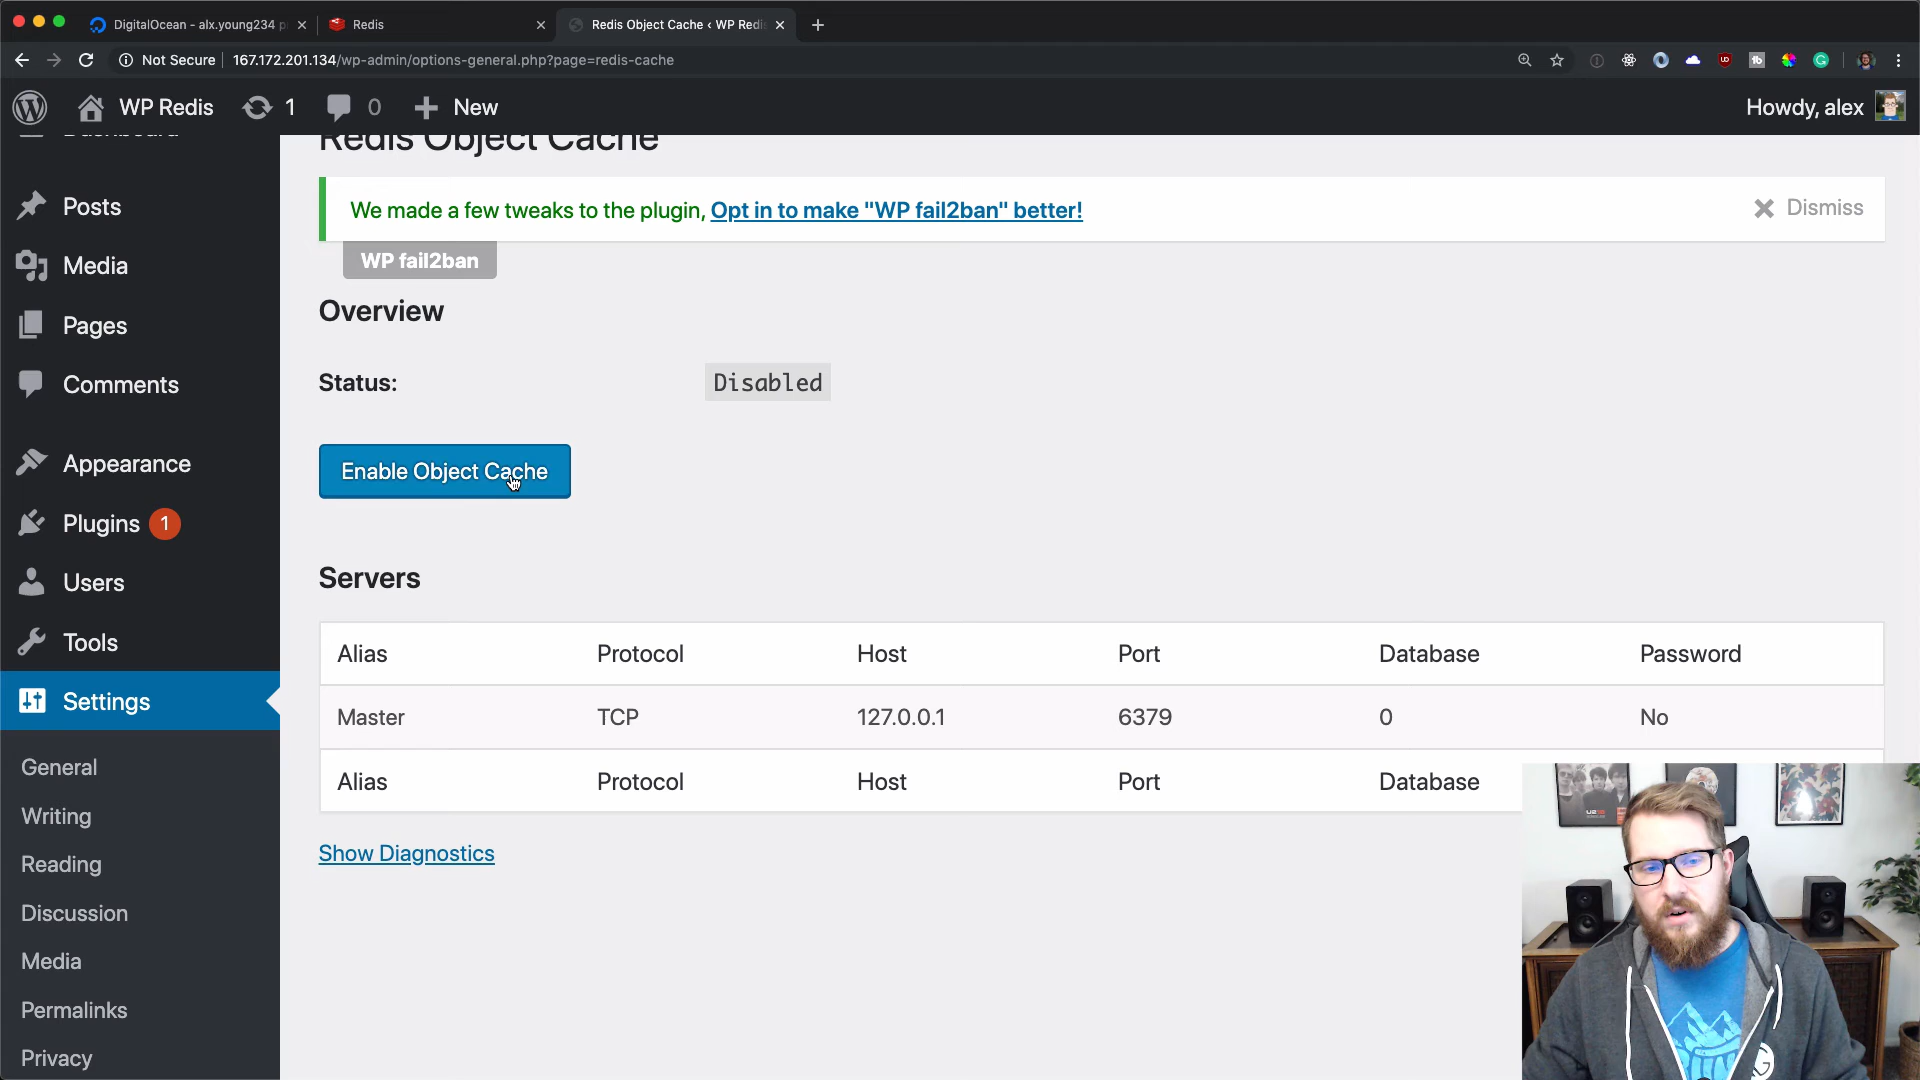 DigitalOcean - alx.young234
Redis
Redis Object Cache ‹ WP Redi
Not Secure
167.172.201.134/wp-admin/options-general.php?page=redis-cache
WP Redis
1
0
New
Howdy, alex
Dashboard
Posts
Media
Pages
Comments
Appearance
Plugins 1
Users
Tools
Settings
General
Writing
Reading
Discussion
Media
Permalinks
Privacy
Redis Object Cache
We made a few tweaks to the plugin, Opt in to make "WP fail2ban" better!
Dismiss
WP fail2ban
Overview
Status: Disabled
Enable Object Cache
Servers
Alias Protocol Host Port Database Password
Master TCP 127.0.0.1 6379 0 No
Alias Protocol Host Port Database
Show Diagnostics